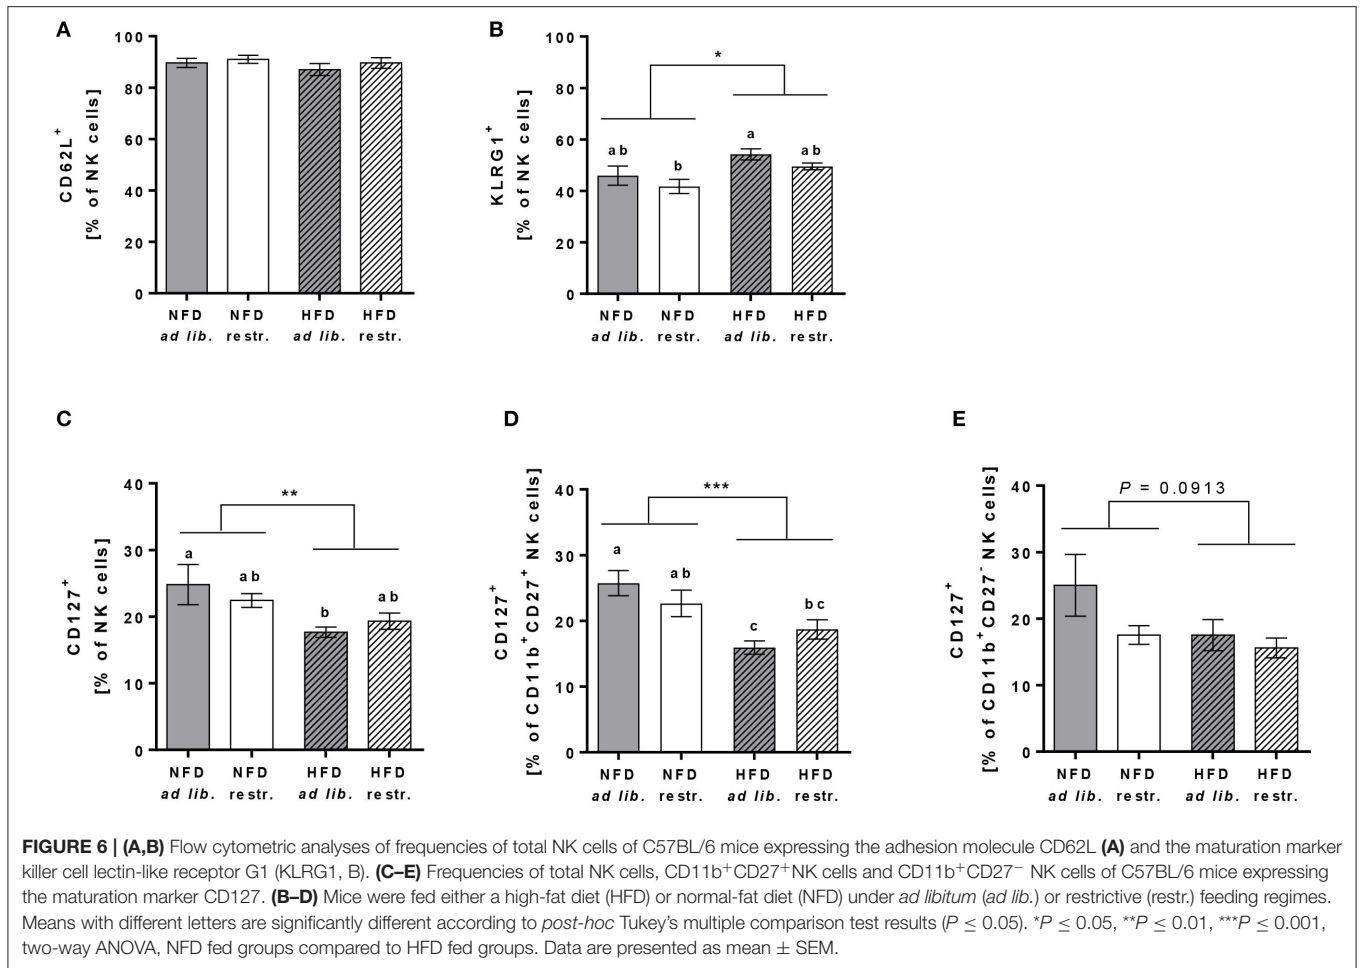 A
CD62L+
[% of NK cells]
100
80
60
40
20
0
NFD NFD HFD HFD
ad lib. restr. ad lib. restr.
B
KLRG1+
[% of NK cells]
100
80
60
40
20
0
*
ab b a ab
NFD NFD HFD HFD
ad lib. restr. ad lib. restr.
C
CD127+
[% of NK cells]
40
30
20
10
0
**
a ab b ab
NFD NFD HFD HFD
ad lib. restr. ad lib. restr.
D
CD127+
[% of CD11b+CD27+ NK cells]
40
30
20
10
0
***
a ab c bc
NFD NFD HFD HFD
ad lib. restr. ad lib. restr.
E
CD127+
[% of CD11b+CD27- NK cells]
40
30
20
10
0
P = 0.0913
NFD NFD HFD HFD
ad lib. restr. ad lib. restr.
FIGURE 6 | (A,B) Flow cytometric analyses of frequencies of total NK cells of C57BL/6 mice expressing the adhesion molecule CD62L (A) and the maturation marker
killer cell lectin-like receptor G1 (KLRG1, B). (C–E) Frequencies of total NK cells, CD11b+CD27+NK cells and CD11b+CD27− NK cells of C57BL/6 mice expressing
the maturation marker CD127. (B–D) Mice were fed either a high-fat diet (HFD) or normal-fat diet (NFD) under ad libitum (ad lib.) or restrictive (restr.) feeding regimes.
Means with different letters are significantly different according to post-hoc Tukey's multiple comparison test results (P ≤ 0.05). *P ≤ 0.05, **P ≤ 0.01, ***P ≤ 0.001,
two-way ANOVA, NFD fed groups compared to HFD fed groups. Data are presented as mean ± SEM.